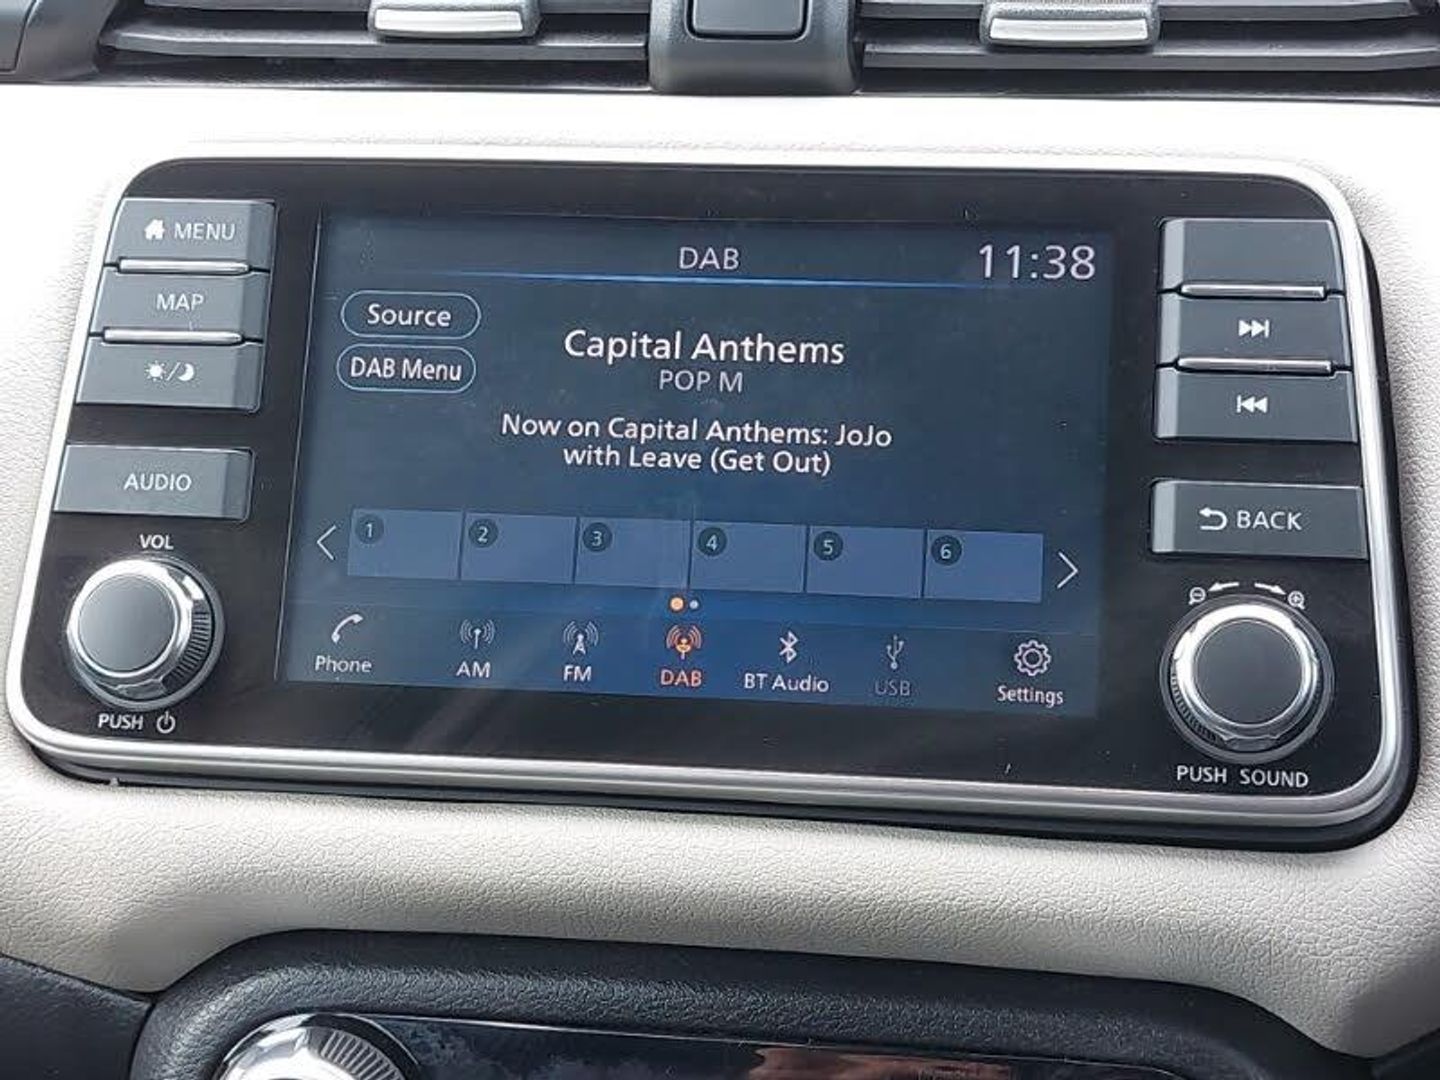 MENU
MAP
AUDIO
VOL
PUSH
DAB
11:38
Source
DAB Menu
Capital Anthems
POP M
Now on Capital Anthems: JoJo
with Leave (Get Out)
1 2 3 4 5 6
Phone AM FM DAB BT Audio USB Settings
BACK
PUSH SOUND